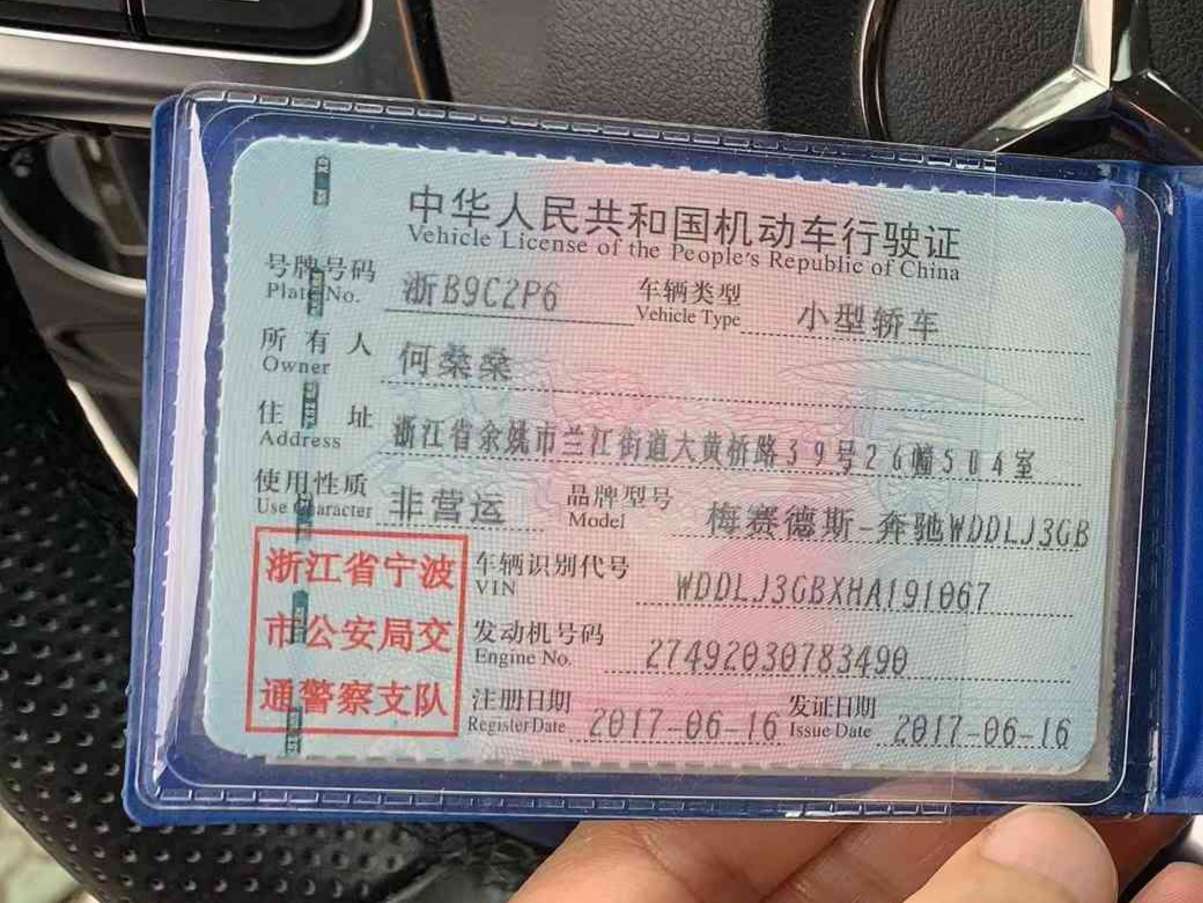 中华人民共和国机动车行驶证
Vehicle License of the People's Republic of China
号牌号码 浙B9C2P6 车辆类型 小型轿车
Plate No. Vehicle Type
所有人 何桑桑
Owner
住址 浙江省余姚市兰江街道大黄桥路39号26幢504室
Address
使用性质 非营运 品牌型号 梅赛德斯-奔驰WDDLJ3GB
Use Character Model
浙江省宁波
市公安局交
通警察支队
车辆识别代号 WDDLJ3GBXHA191067
VIN
发动机号码 27492030783490
Engine No.
注册日期 2017-06-16 发证日期 2017-06-16
Register Date Issue Date